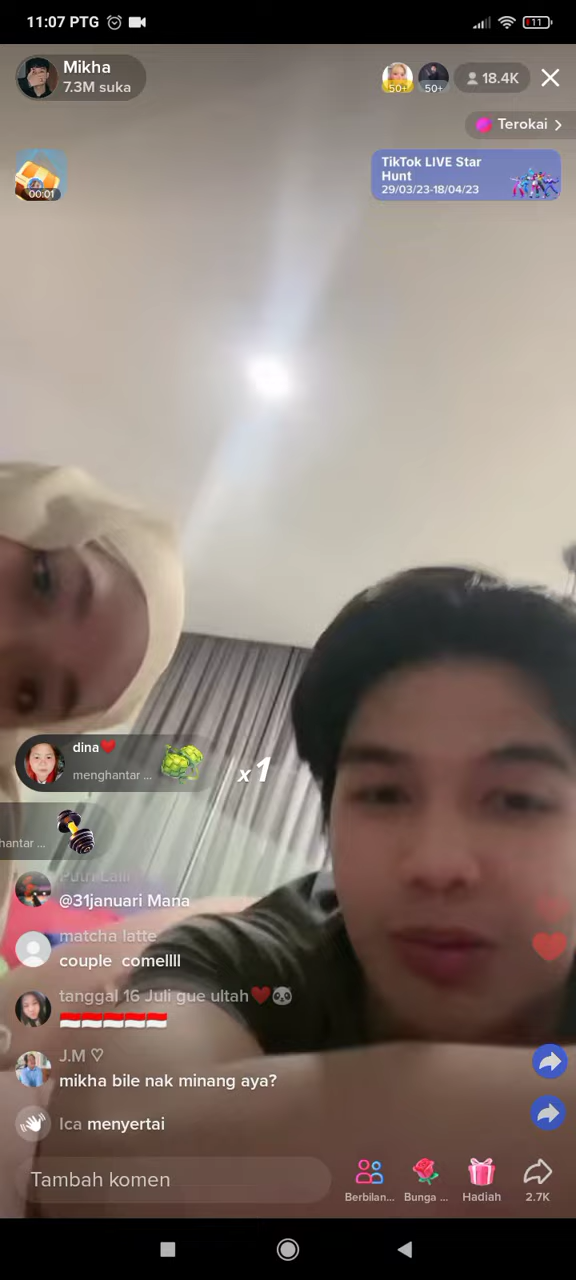 11:07 PTG
11
Mikha
7.3M suka
50+
50+
18.4K
Terokai
00:01
TikTok LIVE Star
Hunt
29/03/23-18/04/23
dina❤️
menghantar ...
x1
hantar ...
@31januari Mana
matcha latte
couple comellll
tanggal 16 Juli gue ultah❤️🐼
🇮🇩🇮🇩🇮🇩🇮🇩🇮🇩
J.M ♡
mikha bile nak minang aya?
Ica menyertai
Tambah komen
Berbilan...
Bunga ...
Hadiah
2.7K